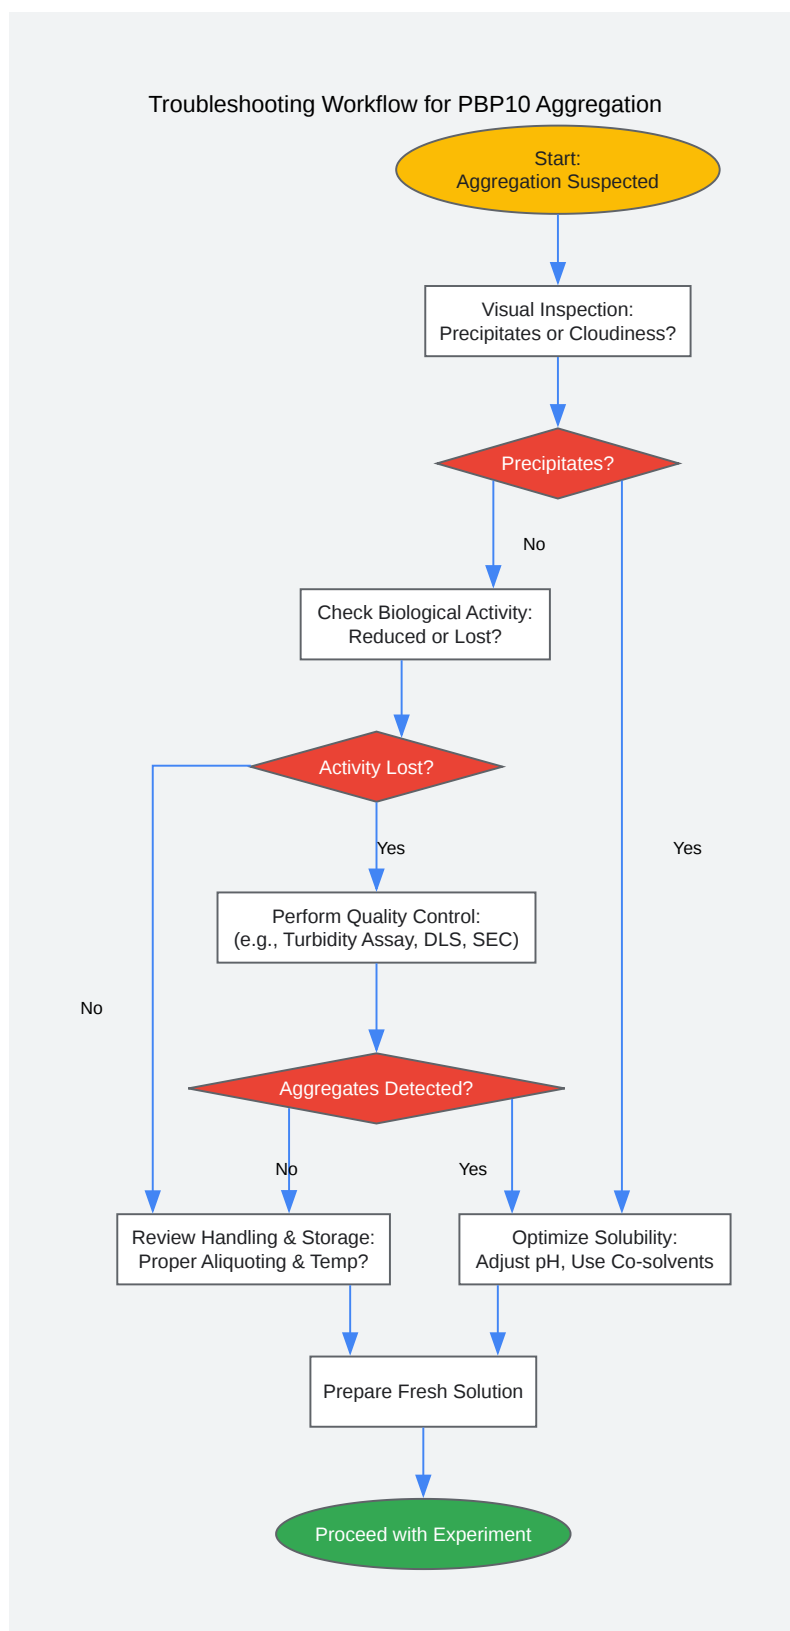 Troubleshooting Workflow for PBP10 Aggregation
Start:
Aggregation Suspected
Visual Inspection:
Precipitates or Cloudiness?
Precipitates?
No
Check Biological Activity:
Reduced or Lost?
Activity Lost?
Yes
Yes
Perform Quality Control:
(e.g., Turbidity Assay, DLS, SEC)
No
Aggregates Detected?
No
Yes
Review Handling & Storage:
Proper Aliquoting & Temp?
Optimize Solubility:
Adjust pH, Use Co-solvents
Prepare Fresh Solution
Proceed with Experiment